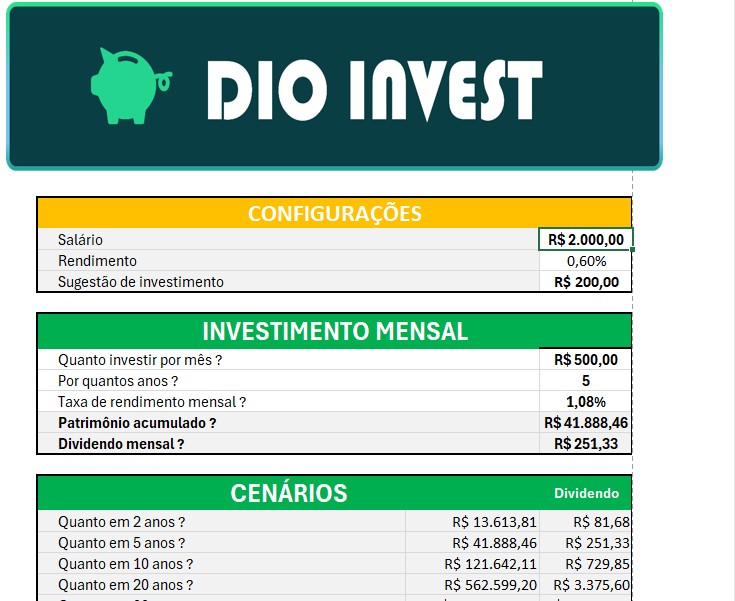 DIO INVEST
CONFIGURAÇÕES
Salário R$ 2.000,00
Rendimento 0,60%
Sugestão de investimento R$ 200,00
INVESTIMENTO MENSAL
Quanto investir por mês ? R$ 500,00
Por quantos anos ? 5
Taxa de rendimento mensal ? 1,08%
Patrimônio acumulado ? R$ 41.888,46
Dividendo mensal ? R$ 251,33
CENÁRIOS Dividendo
Quanto em 2 anos ? R$ 13.613,81 R$ 81,68
Quanto em 5 anos ? R$ 41.888,46 R$ 251,33
Quanto em 10 anos ? R$ 121.642,11 R$ 729,85
Quanto em 20 anos ? R$ 562.599,20 R$ 3.375,60